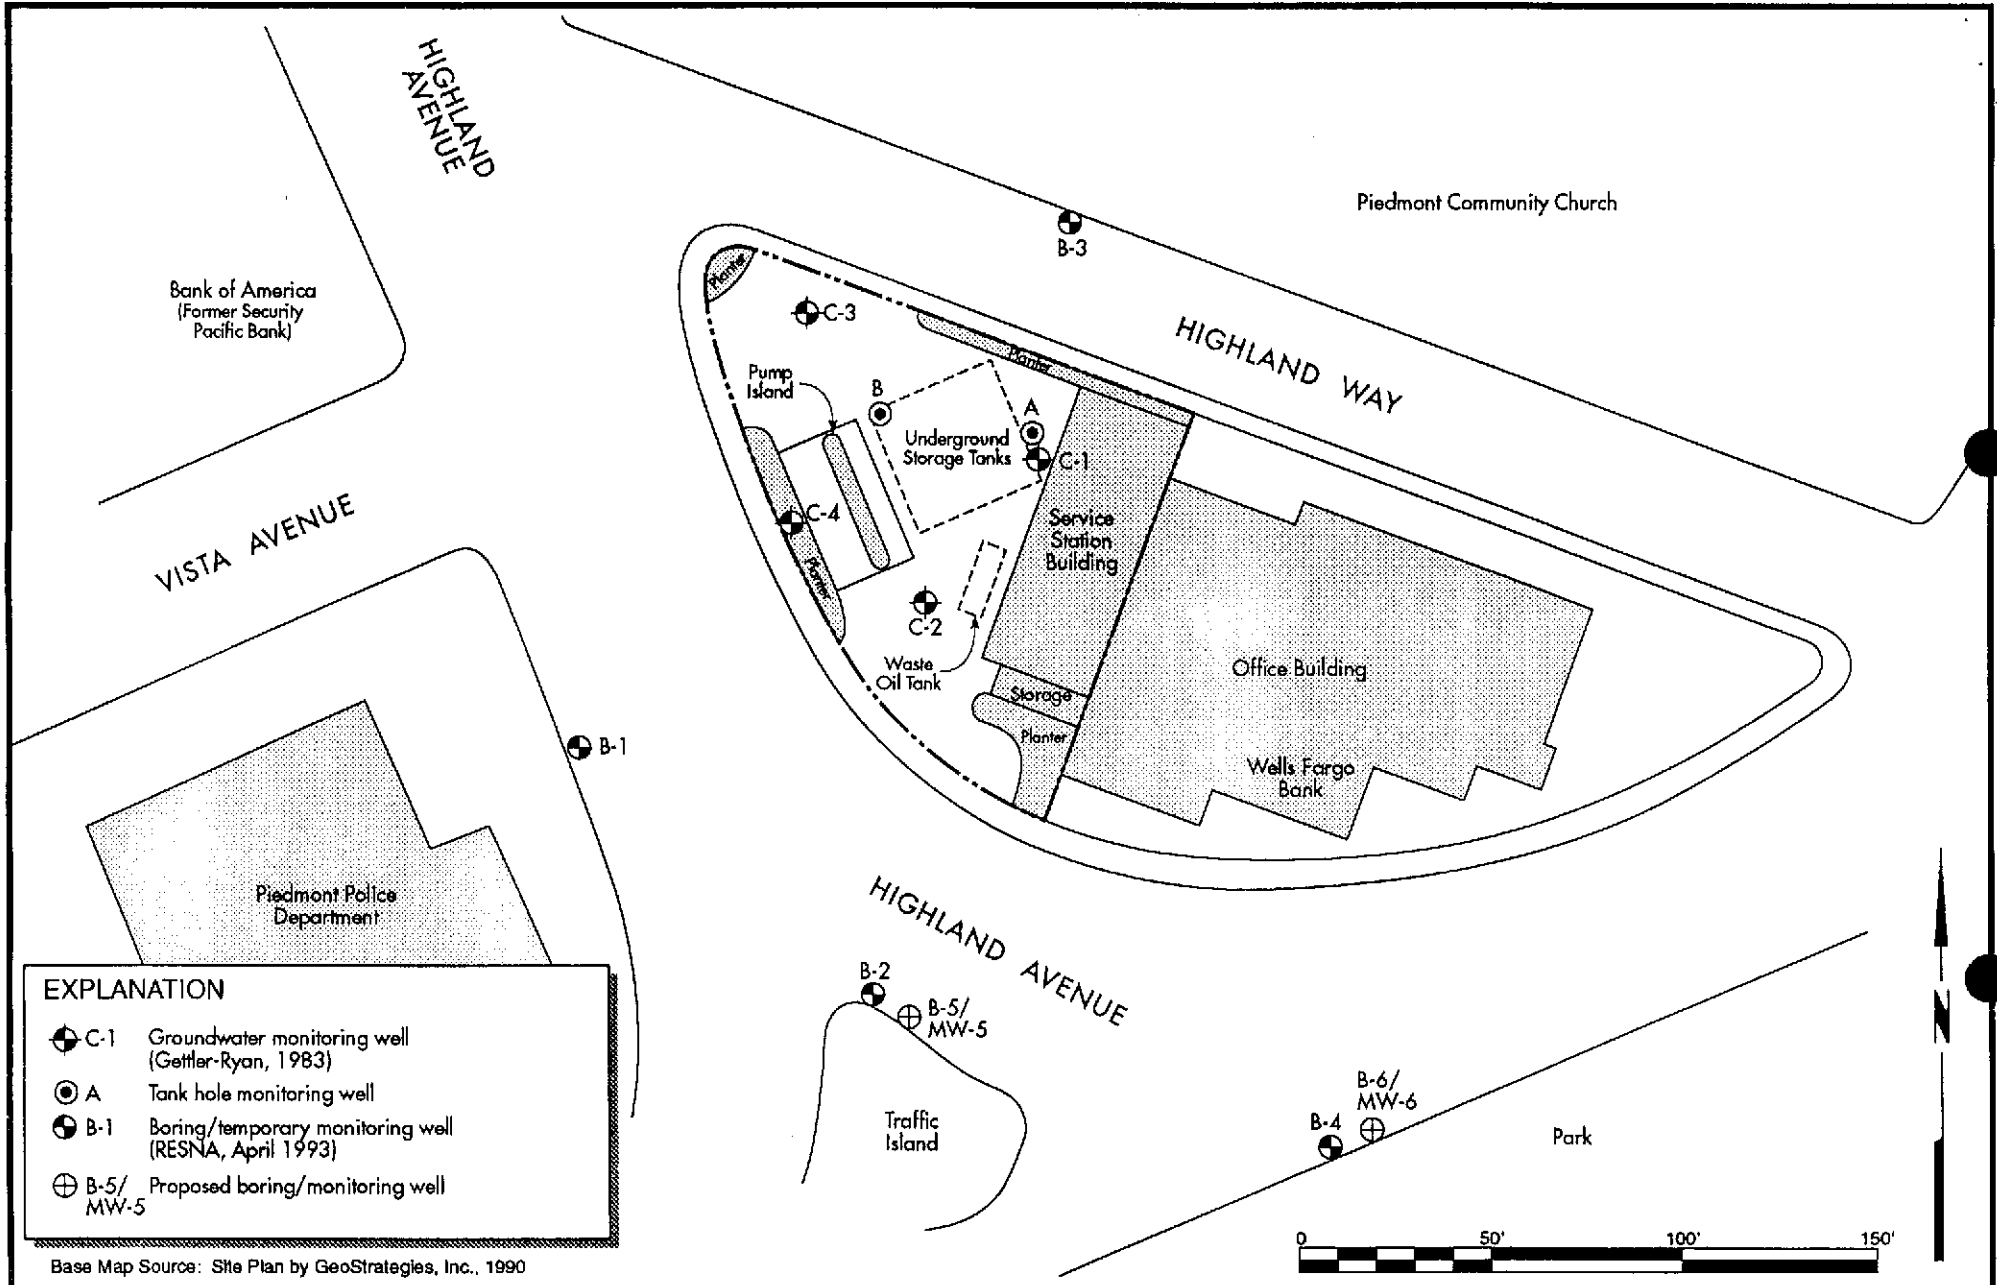 HIGHLAND
AVENUE
Piedmont Community Church
B-3
Bank of America
(Former Security
Pacific Bank)
Planter
C-3
HIGHLAND WAY
Planter
Pump
Island
B
A
Underground
Storage Tanks
C-1
C-4
Service
Station
Building
VISTA AVENUE
Planter
C-2
Waste
Oil Tank
Office Building
Storage
Planter
B-1
Wells Fargo
Bank
Piedmont Police
Department
HIGHLAND AVENUE
B-2
B-5/
MW-5
N
EXPLANATION
C-1 Groundwater monitoring well
(Gettler-Ryan, 1983)
A Tank hole monitoring well
B-1 Boring/temporary monitoring well
(RESNA, April 1993)
B-5/ Proposed boring/monitoring well
MW-5
Traffic
Island
B-6/
MW-6
B-4
Park
0 50' 100' 150'
Base Map Source: Site Plan by GeoStrategies, Inc., 1990